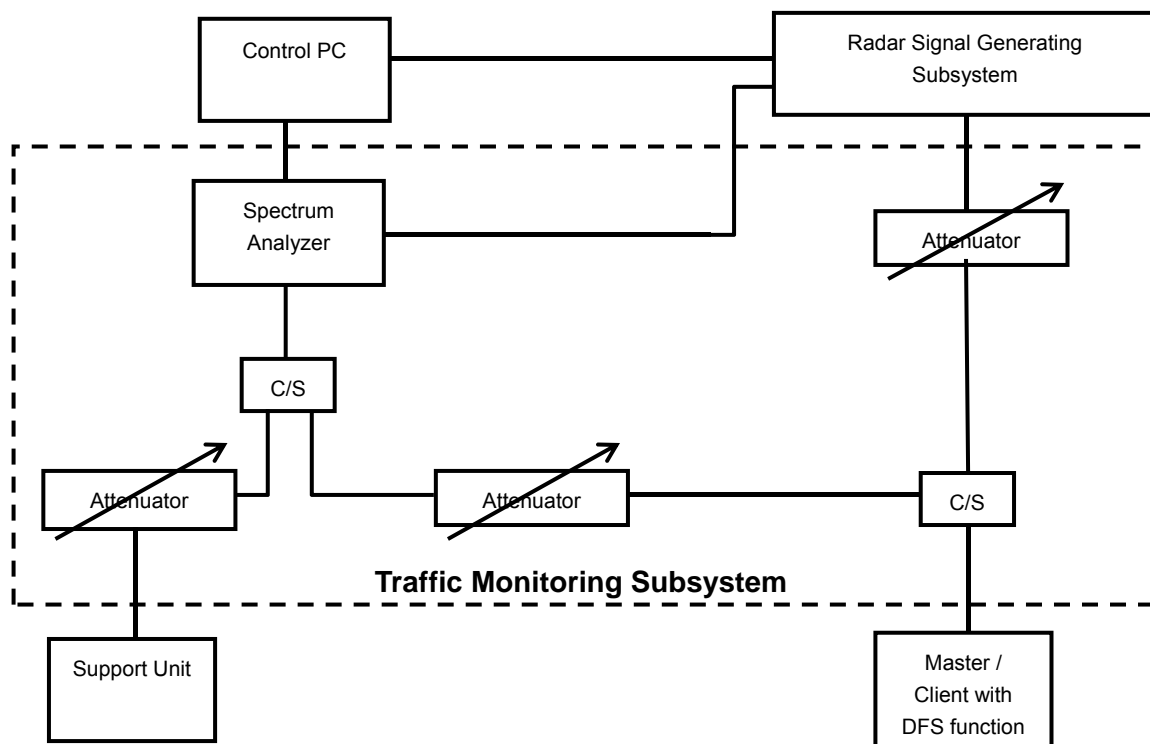 Control PC
Radar Signal Generating
Subsystem
Spectrum
Analyzer
Attenuator
C/S
Attenuator
Attenuator
C/S
Traffic Monitoring Subsystem
Support Unit
Master /
Client with
DFS function